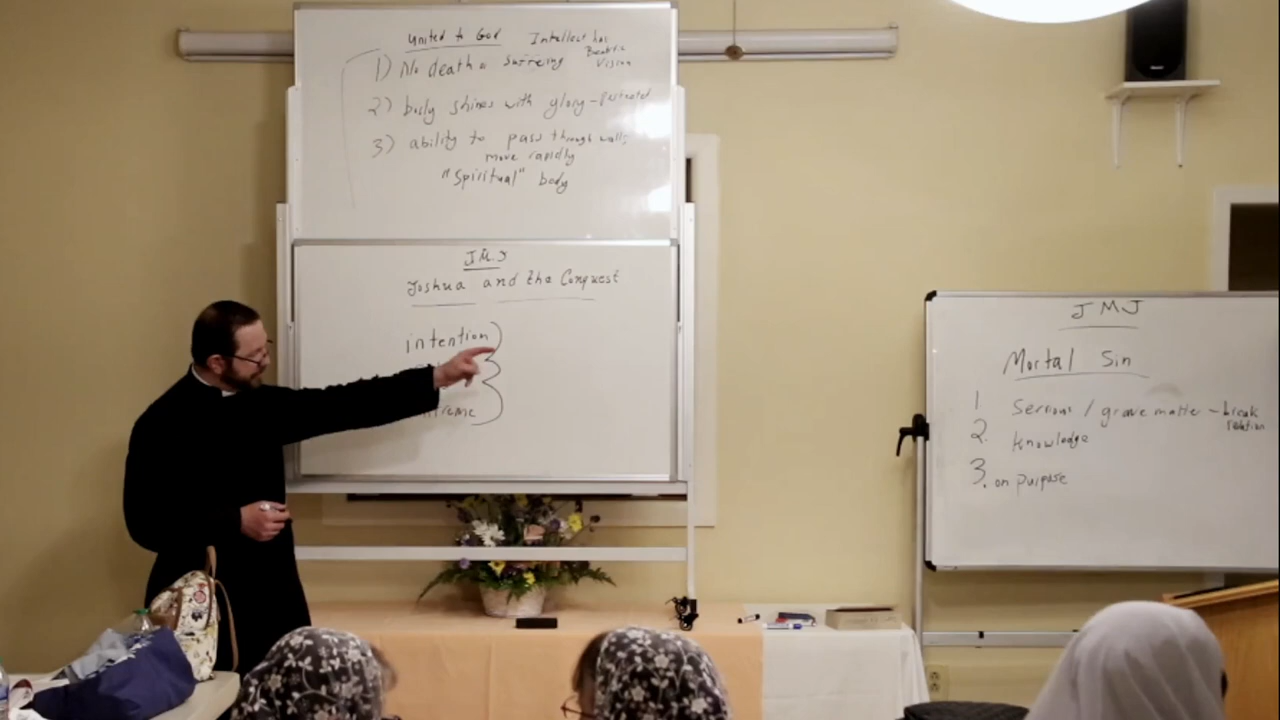 United to God Intellect has
Beatific
Vision
1) No death or suffering
2) body shines with glory -
3) ability to pass through walls,
move rapidly
"Spiritual" body
J.M.J
Joshua and the Conquest
intention
JMJ
Mortal Sin
1 Serious / grave matter - break
relation
2. Knowledge
3. on purpose